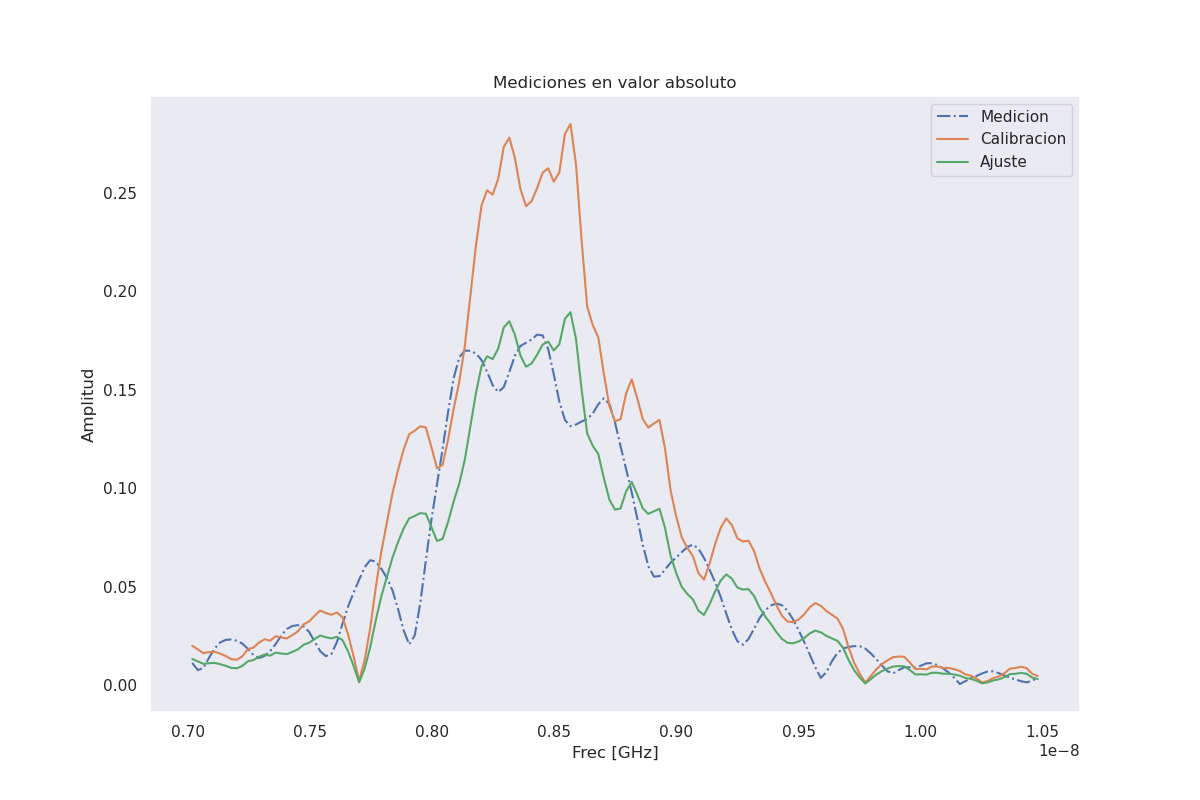 Mediciones en valor absoluto
Medicion
Calibracion
Ajuste
Amplitud
0.25
0.20
0.15
0.10
0.05
0.00
0.70 0.75 0.80 0.85 0.90 0.95 1.00 1.05
1e−8
Frec [GHz]